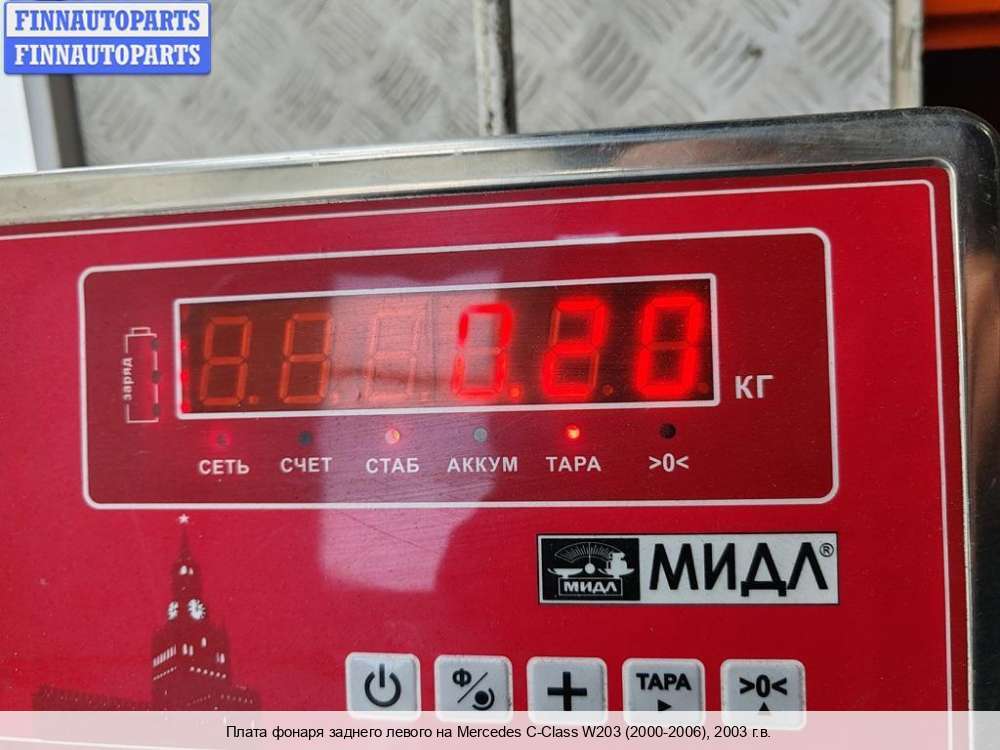 FINNAUTOPARTS
FINNAUTOPARTS
0.20
КГ
заряд
СЕТЬ СЧЕТ СТАБ АККУМ ТАРА >0<
МИДЛ МИДЛ®
Ф ТАРА >0<
Плата фонаря заднего левого на Mercedes C-Class W203 (2000-2006), 2003 г.в.